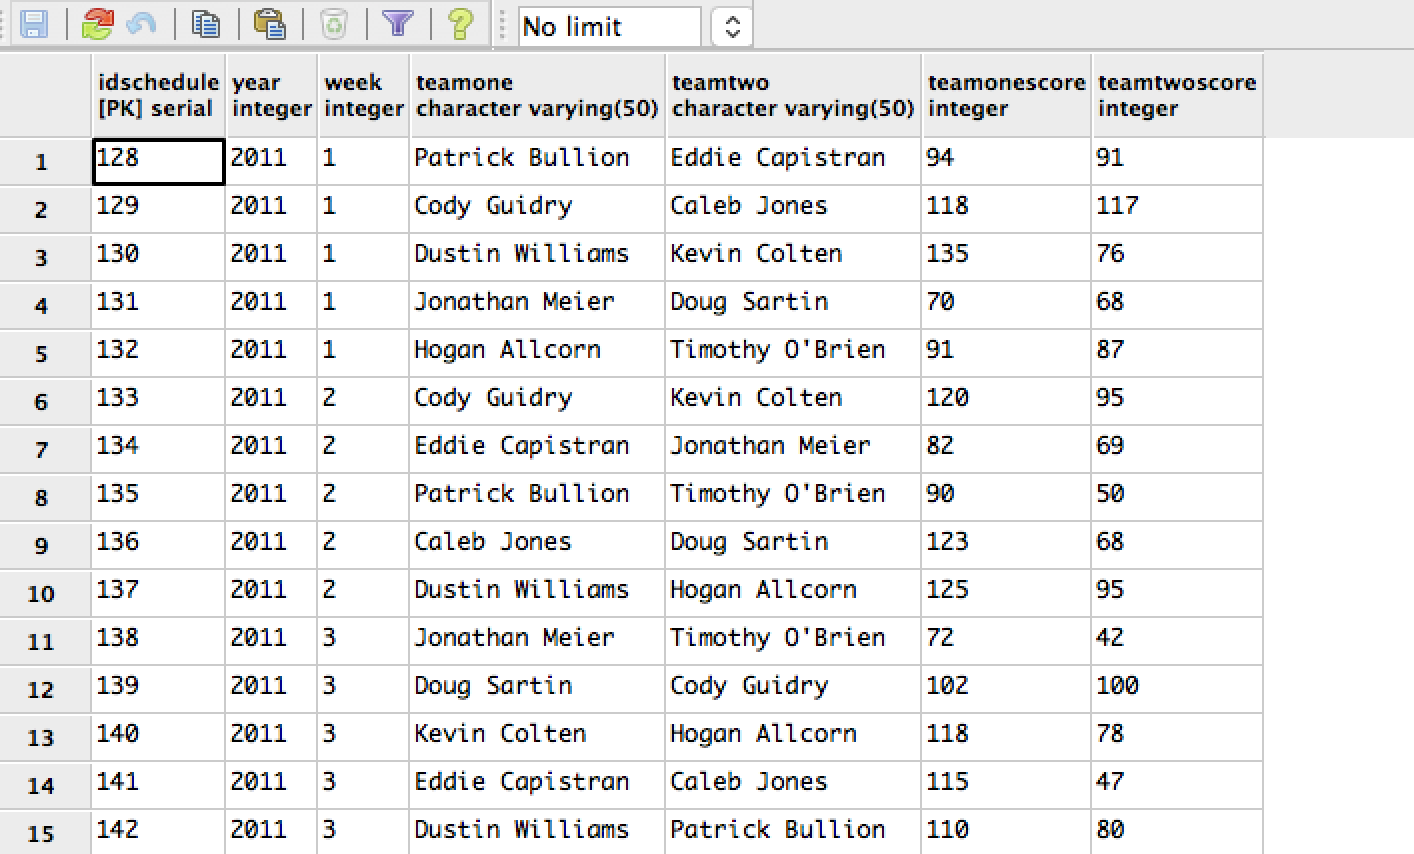 No limit
idschedule year week teamone teamtwo teamonescore teamtwoscore
[PK] serial integer integer character varying(50) character varying(50) integer integer
1 128 2011 1 Patrick Bullion Eddie Capistran 94 91
2 129 2011 1 Cody Guidry Caleb Jones 118 117
3 130 2011 1 Dustin Williams Kevin Colten 135 76
4 131 2011 1 Jonathan Meier Doug Sartin 70 68
5 132 2011 1 Hogan Allcorn Timothy O'Brien 91 87
6 133 2011 2 Cody Guidry Kevin Colten 120 95
7 134 2011 2 Eddie Capistran Jonathan Meier 82 69
8 135 2011 2 Patrick Bullion Timothy O'Brien 90 50
9 136 2011 2 Caleb Jones Doug Sartin 123 68
10 137 2011 2 Dustin Williams Hogan Allcorn 125 95
11 138 2011 3 Jonathan Meier Timothy O'Brien 72 42
12 139 2011 3 Doug Sartin Cody Guidry 102 100
13 140 2011 3 Kevin Colten Hogan Allcorn 118 78
14 141 2011 3 Eddie Capistran Caleb Jones 115 47
15 142 2011 3 Dustin Williams Patrick Bullion 110 80